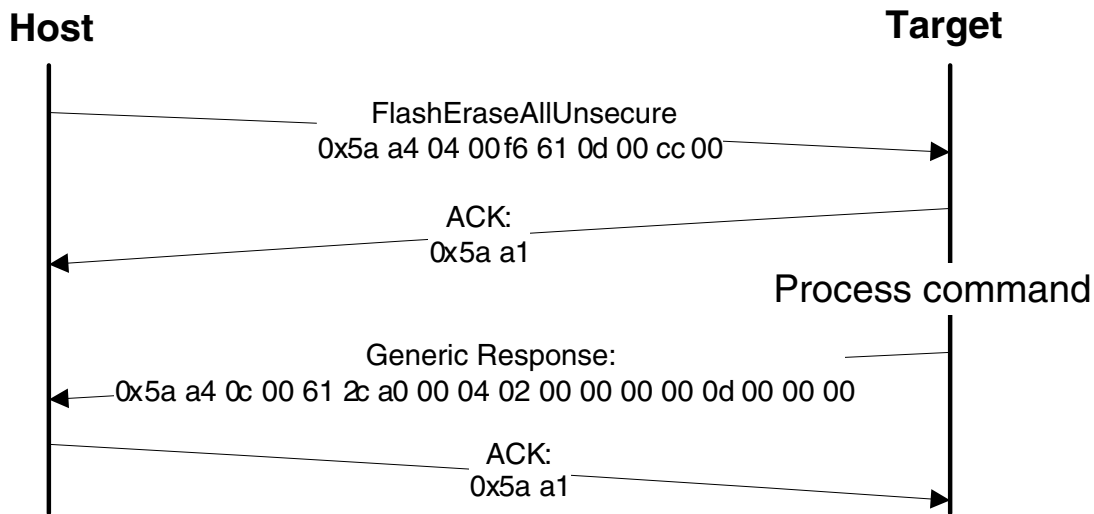 Host
Target
FlashEraseAllUnsecure
0x5a a4 04 00 f6 61 0d 00 cc 00
ACK:
0x5a a1
Process command
Generic Response:
0x5a a4 0c 00 61 2c a0 00 04 02 00 00 00 00 0d 00 00 00
ACK:
0x5a a1